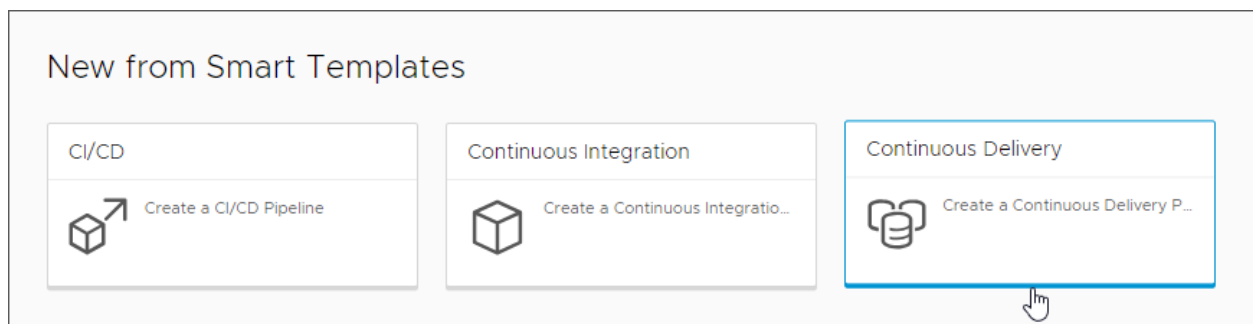 New from Smart Templates
CI/CD
Create a CI/CD Pipeline
Continuous Integration
Create a Continuous Integratio...
Continuous Delivery
Create a Continuous Delivery P...